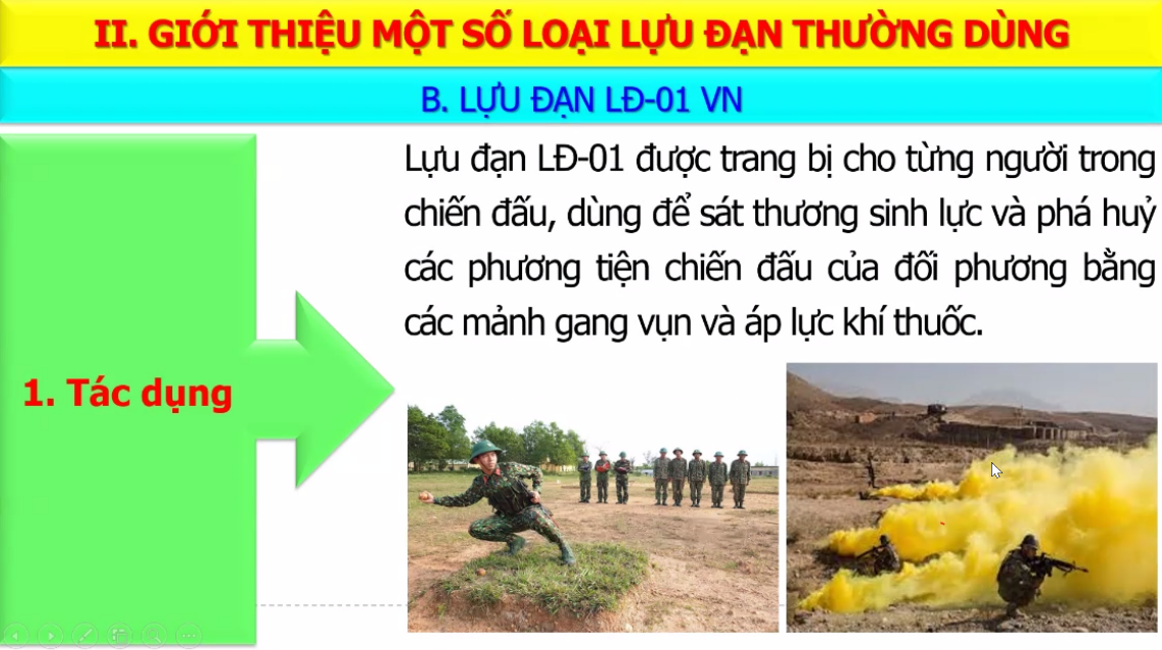 II. GIỚI THIỆU MỘT SỐ LOẠI LỰU ĐẠN THƯỜNG DÙNG
B. LỰU ĐẠN LĐ-01 VN
Lựu đạn LĐ-01 được trang bị cho từng người trong
chiến đấu, dùng để sát thương sinh lực và phá huỷ
các phương tiện chiến đấu của đối phương bằng
các mảnh gang vụn và áp lực khí thuốc.
1. Tác dụng